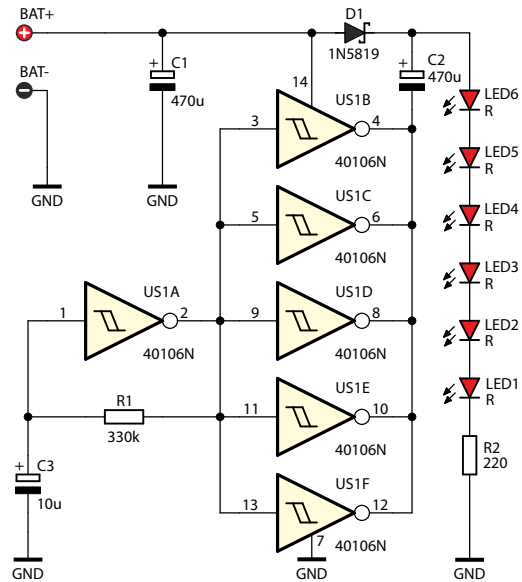 BAT+
BAT-
GND
+
C1
470u
GND
D1
1N5819
+
C2
470u
14
3
US1B
4
40106N
5
US1C
6
40106N
1
US1A
2
40106N
9
US1D
8
40106N
11
US1E
10
40106N
13
US1F
12
7
40106N
GND
R1
330k
+
C3
10u
GND
LED6
R
LED5
R
LED4
R
LED3
R
LED2
R
LED1
R
R2
220
GND